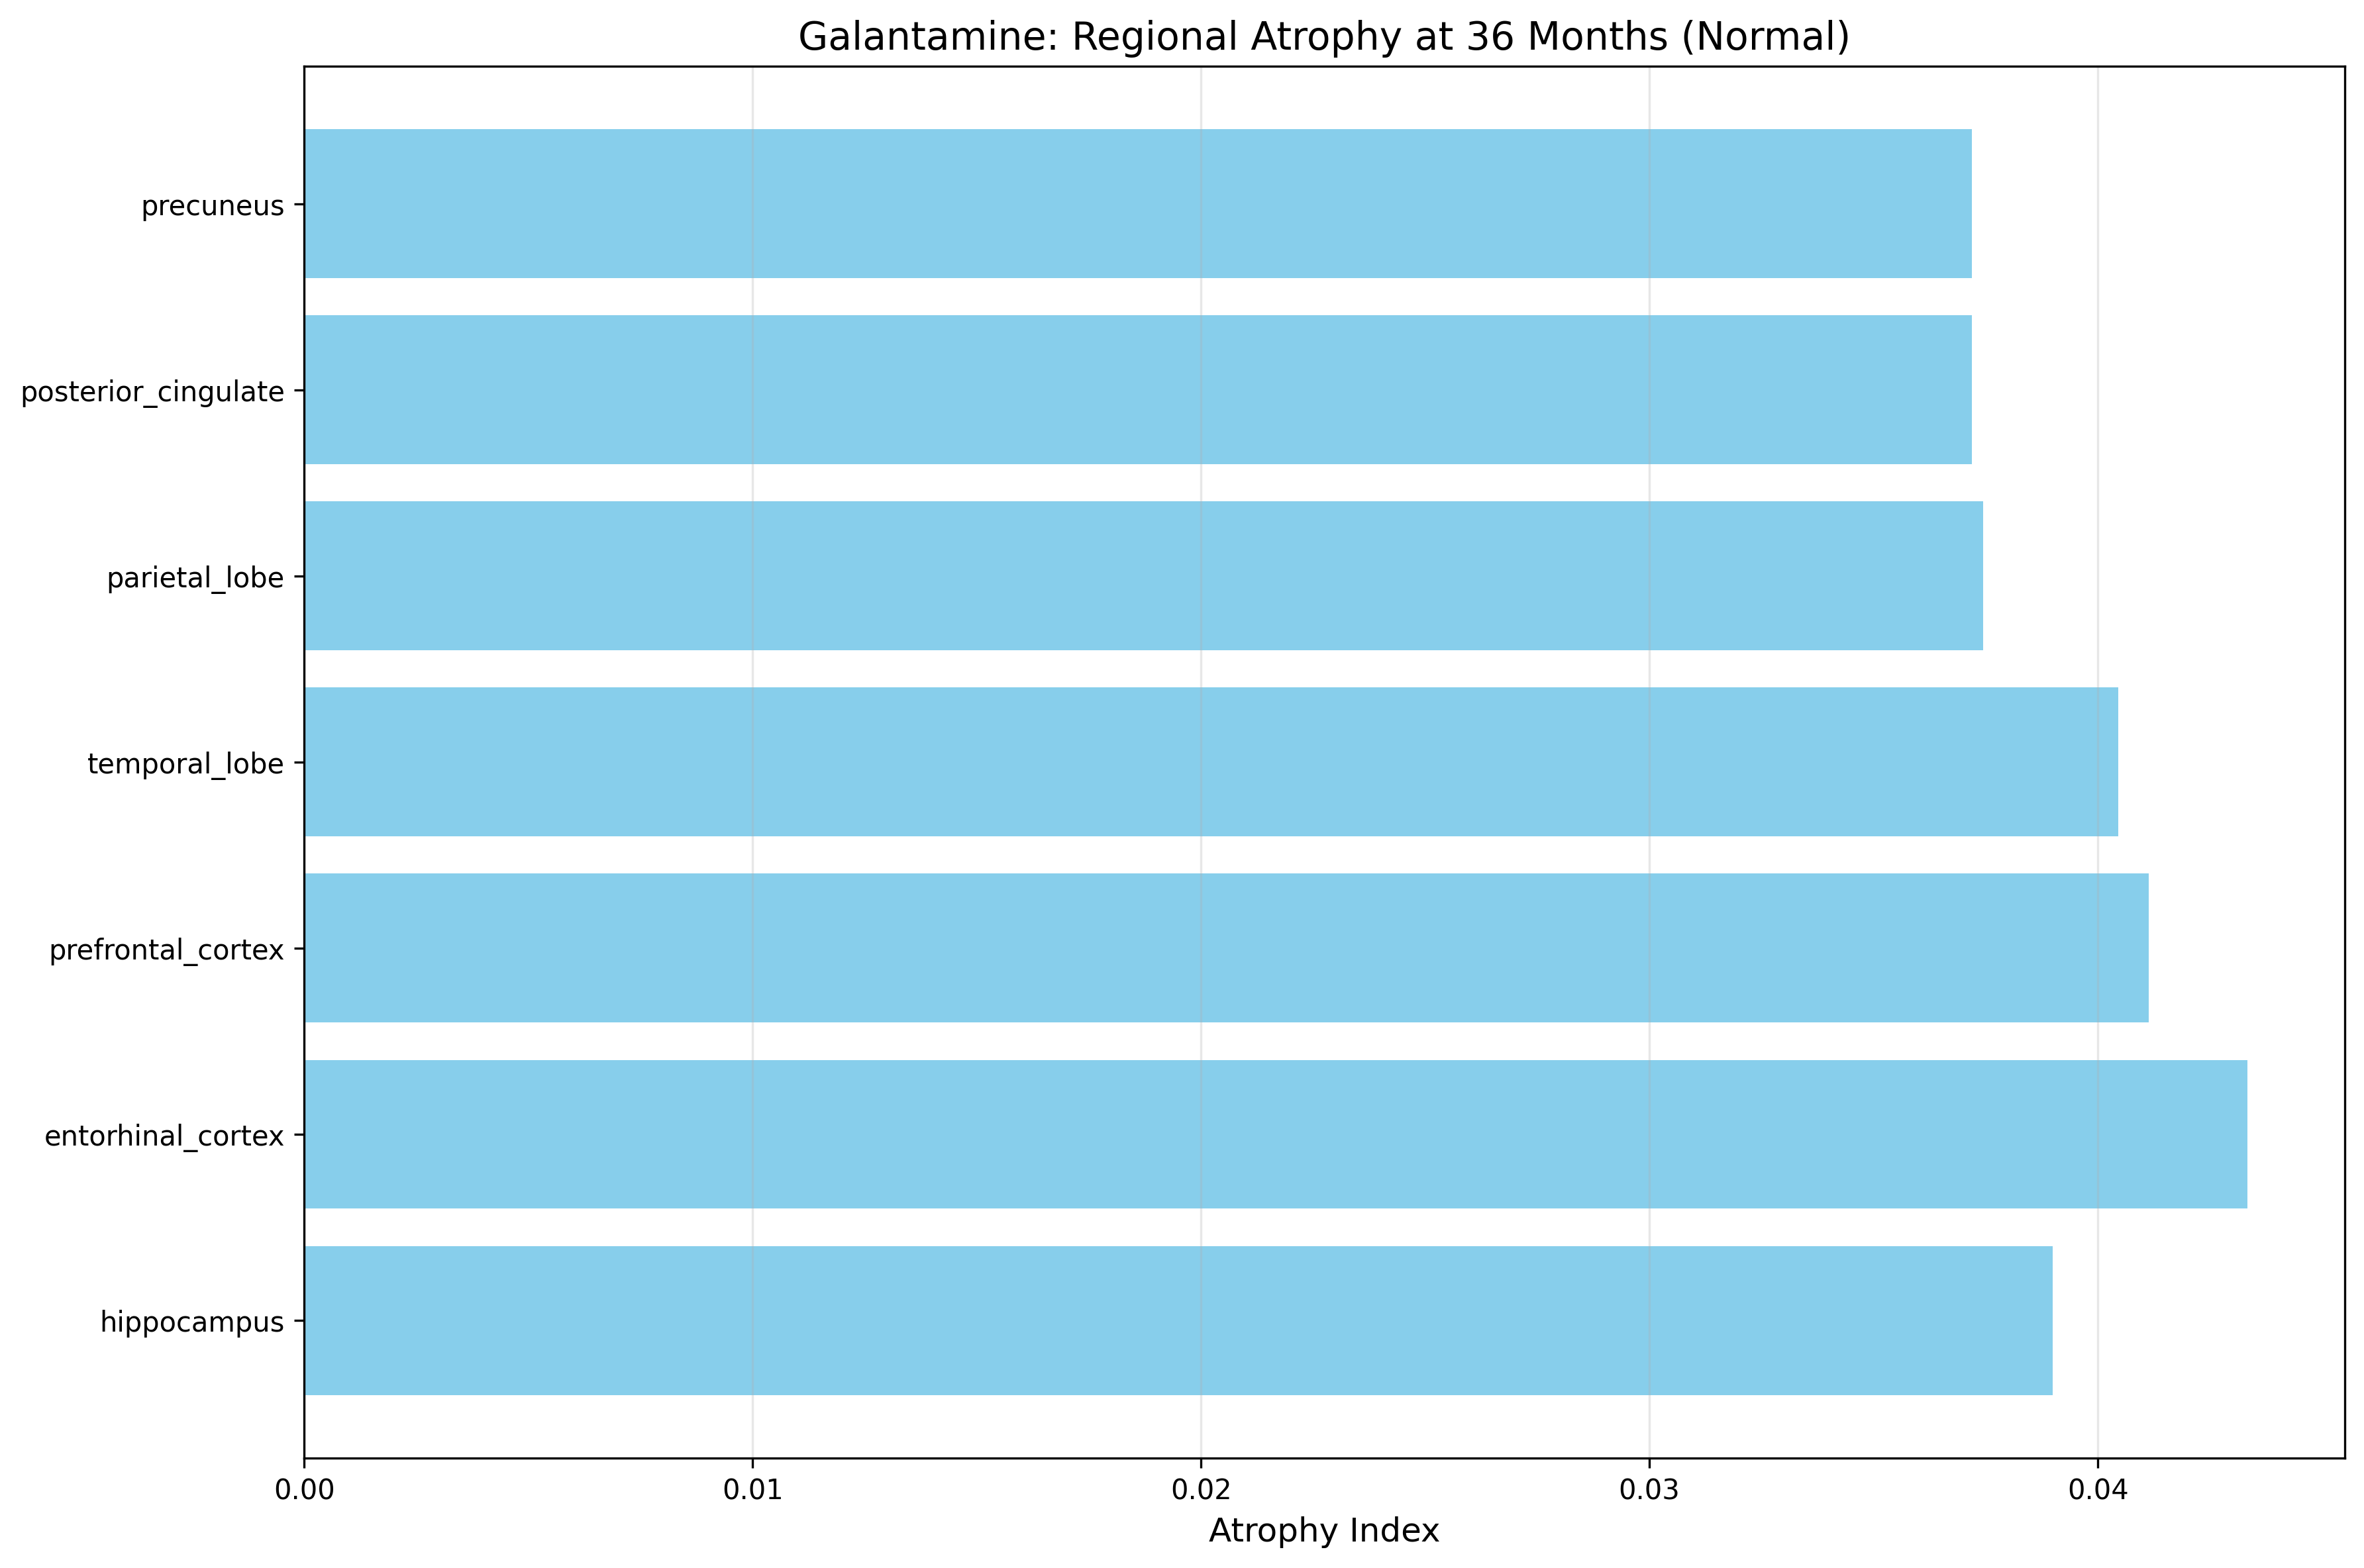 Galantamine: Regional Atrophy at 36 Months (Normal)
precuneus
posterior_cingulate
parietal_lobe
temporal_lobe
prefrontal_cortex
entorhinal_cortex
hippocampus
0.00 0.01 0.02 0.03 0.04
Atrophy Index